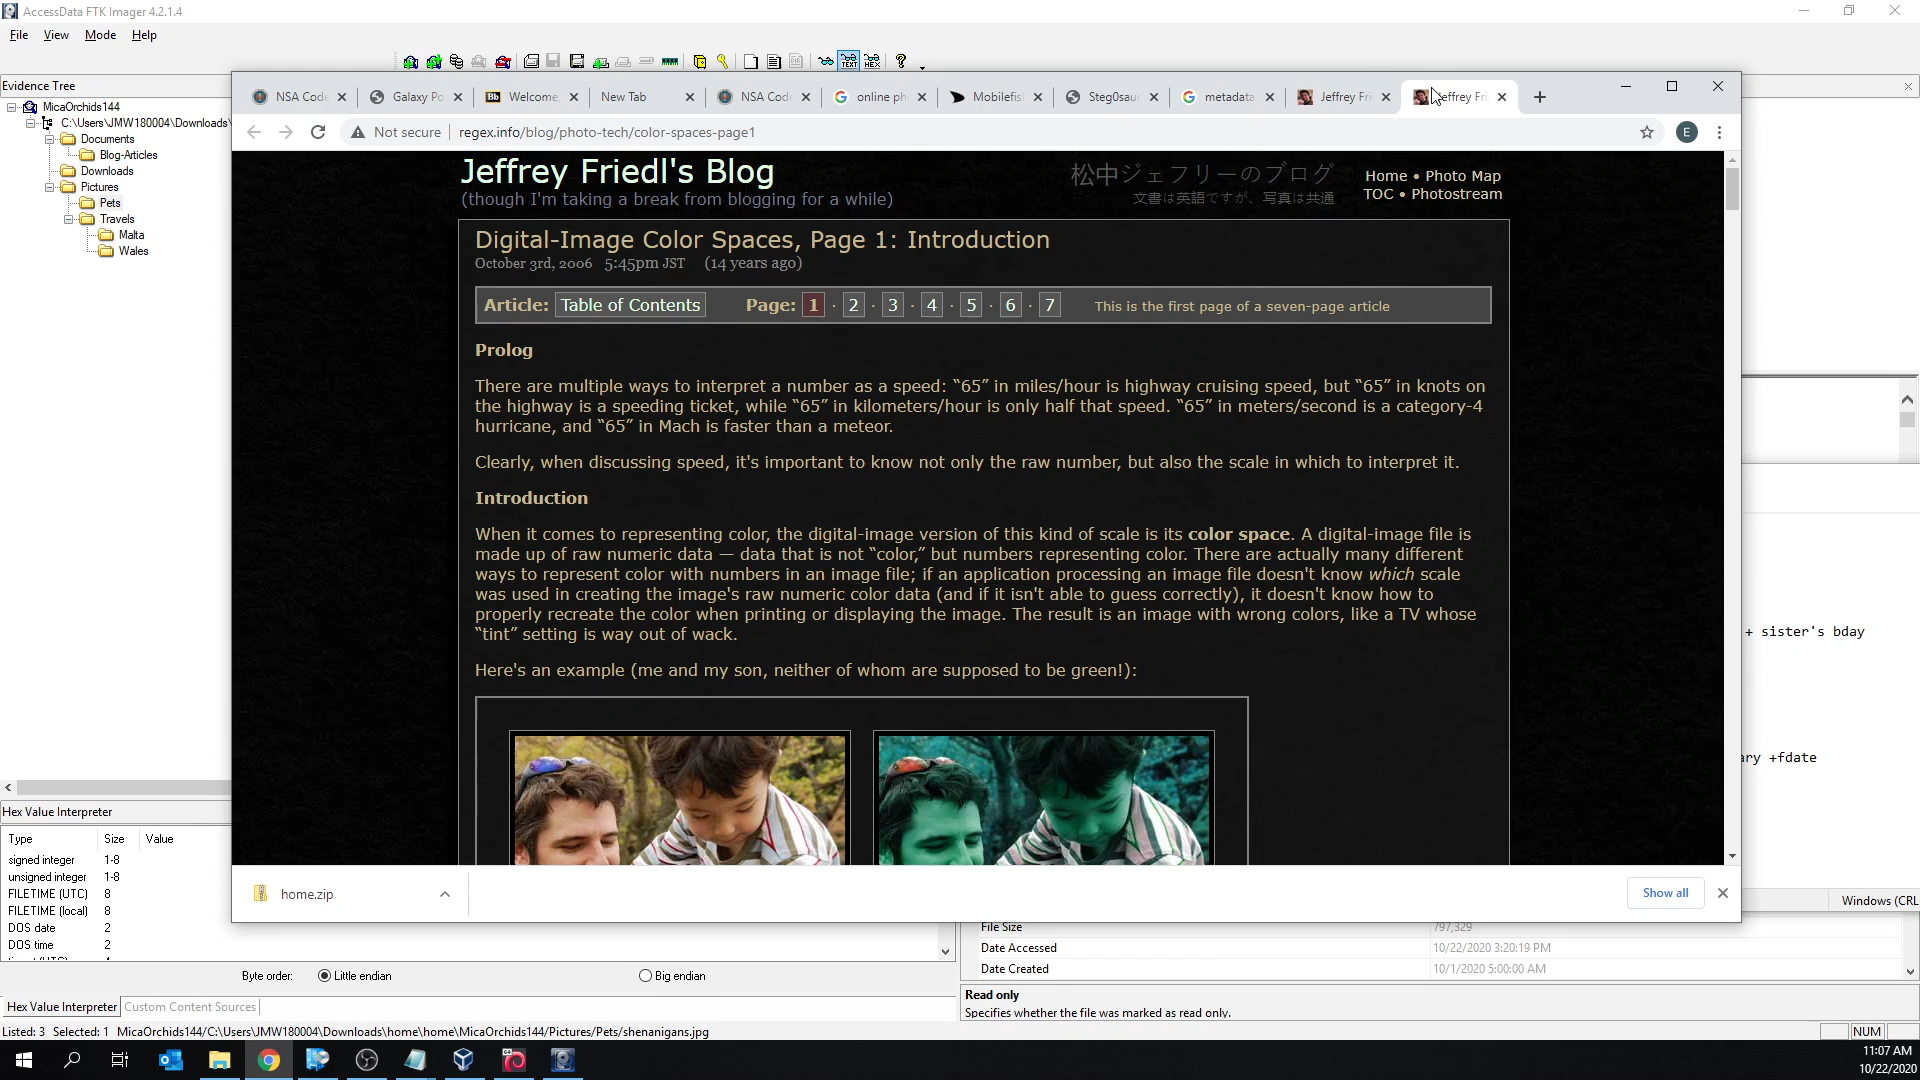 AccessData FTK Imager 4.2.1.4
File View Mode Help
Evidence Tree
MicaOrchids144
C:\Users\JMW180004\Downloads\
Documents
Blog-Articles
Downloads
Pictures
Pets
Travels
Malta
Wales
NSA Code
Galaxy Po
Bb Welcome,
New Tab
NSA Code
online ph
Mobilefis
Steg0saur
metadata
Jeffrey Fri
Jeffrey Fri
Not secure regex.info/blog/photo-tech/color-spaces-page1
E
Jeffrey Friedl's Blog
(though I'm taking a break from blogging for a while)
松中ジェフリーのブログ
文書は英語ですが、写真は共通
Home • Photo Map
TOC • Photostream
Digital-Image Color Spaces, Page 1: Introduction
October 3rd, 2006 5:45pm JST (14 years ago)
Article: Table of Contents Page: 1 · 2 · 3 · 4 · 5 · 6 · 7 This is the first page of a seven-page article
Prolog
There are multiple ways to interpret a number as a speed: “65” in miles/hour is highway cruising speed, but “65” in knots on
the highway is a speeding ticket, while “65” in kilometers/hour is only half that speed. “65” in meters/second is a category-4
hurricane, and “65” in Mach is faster than a meteor.
Clearly, when discussing speed, it's important to know not only the raw number, but also the scale in which to interpret it.
Introduction
When it comes to representing color, the digital-image version of this kind of scale is its color space. A digital-image file is
made up of raw numeric data — data that is not “color,” but numbers representing color. There are actually many different
ways to represent color with numbers in an image file; if an application processing an image file doesn't know which scale
was used in creating the image's raw numeric color data (and if it isn't able to guess correctly), it doesn't know how to
properly recreate the color when printing or displaying the image. The result is an image with wrong colors, like a TV whose
“tint” setting is way out of wack.
Here's an example (me and my son, neither of whom are supposed to be green!):
+ sister's bday
ary +fdate
home.zip
Show all
Windows (CRL
Hex Value Interpreter
Type Size Value
signed integer 1-8
unsigned integer 1-8
FILETIME (UTC) 8
FILETIME (local) 8
DOS date 2
DOS time 2
Byte order: Little endian Big endian
Hex Value Interpreter Custom Content Sources
File Size 797,329
Date Accessed 10/22/2020 3:20:19 PM
Date Created 10/1/2020 5:00:00 AM
Read only
Specifies whether the file was marked as read only.
Listed: 3 Selected: 1 MicaOrchids144/C:\Users\JMW180004\Downloads\home\home\MicaOrchids144/Pictures/Pets/shenanigans.jpg
NUM
11:07 AM
10/22/2020